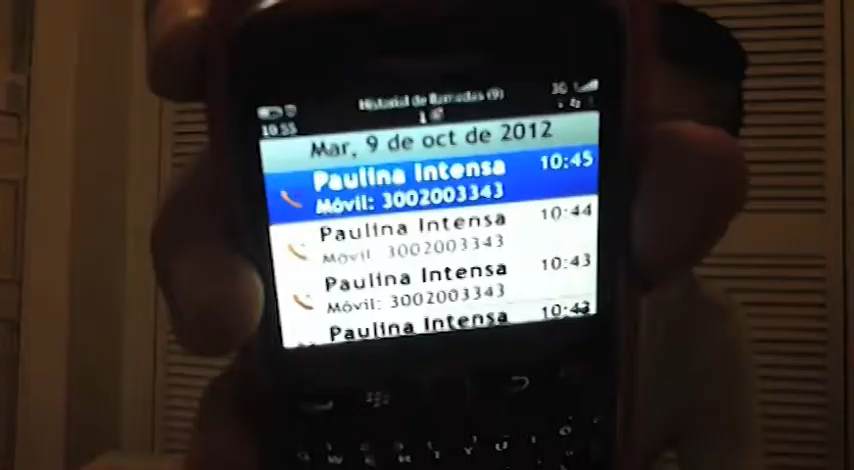 Historial de llamadas (9)
3G
10:55
Mar, 9 de oct de 2012
Paulina Intensa 10:45
Móvil: 3002003343
Paulina Intensa 10:44
Móvil: 3002003343
Paulina Intensa 10:43
Móvil: 3002003343
Paulina Intensa 10:43